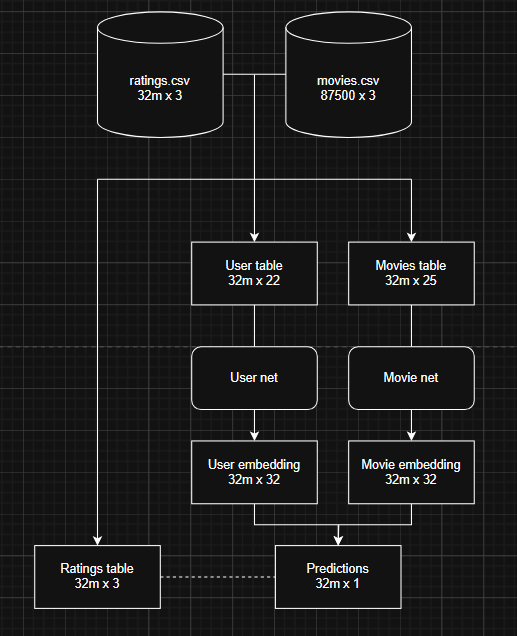 ratings.csv
32m x 3
movies.csv
87500 x 3
User table
32m x 22
Movies table
32m x 25
User net
Movie net
User embedding
32m x 32
Movie embedding
32m x 32
Ratings table
32m x 3
Predictions
32m x 1